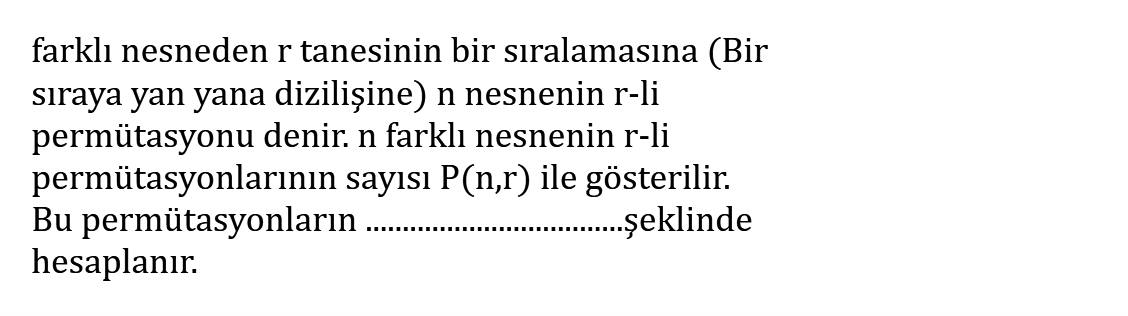 farklı nesneden r tanesinin bir sıralamasına (Bir
sıraya yan yana dizilişine) n nesnenin r-li
permütasyonu denir. n farklı nesnenin r-li
permütasyonlarının sayısı P(n,r) ile gösterilir.
Bu permütasyonların ...................................şeklinde
hesaplanır.